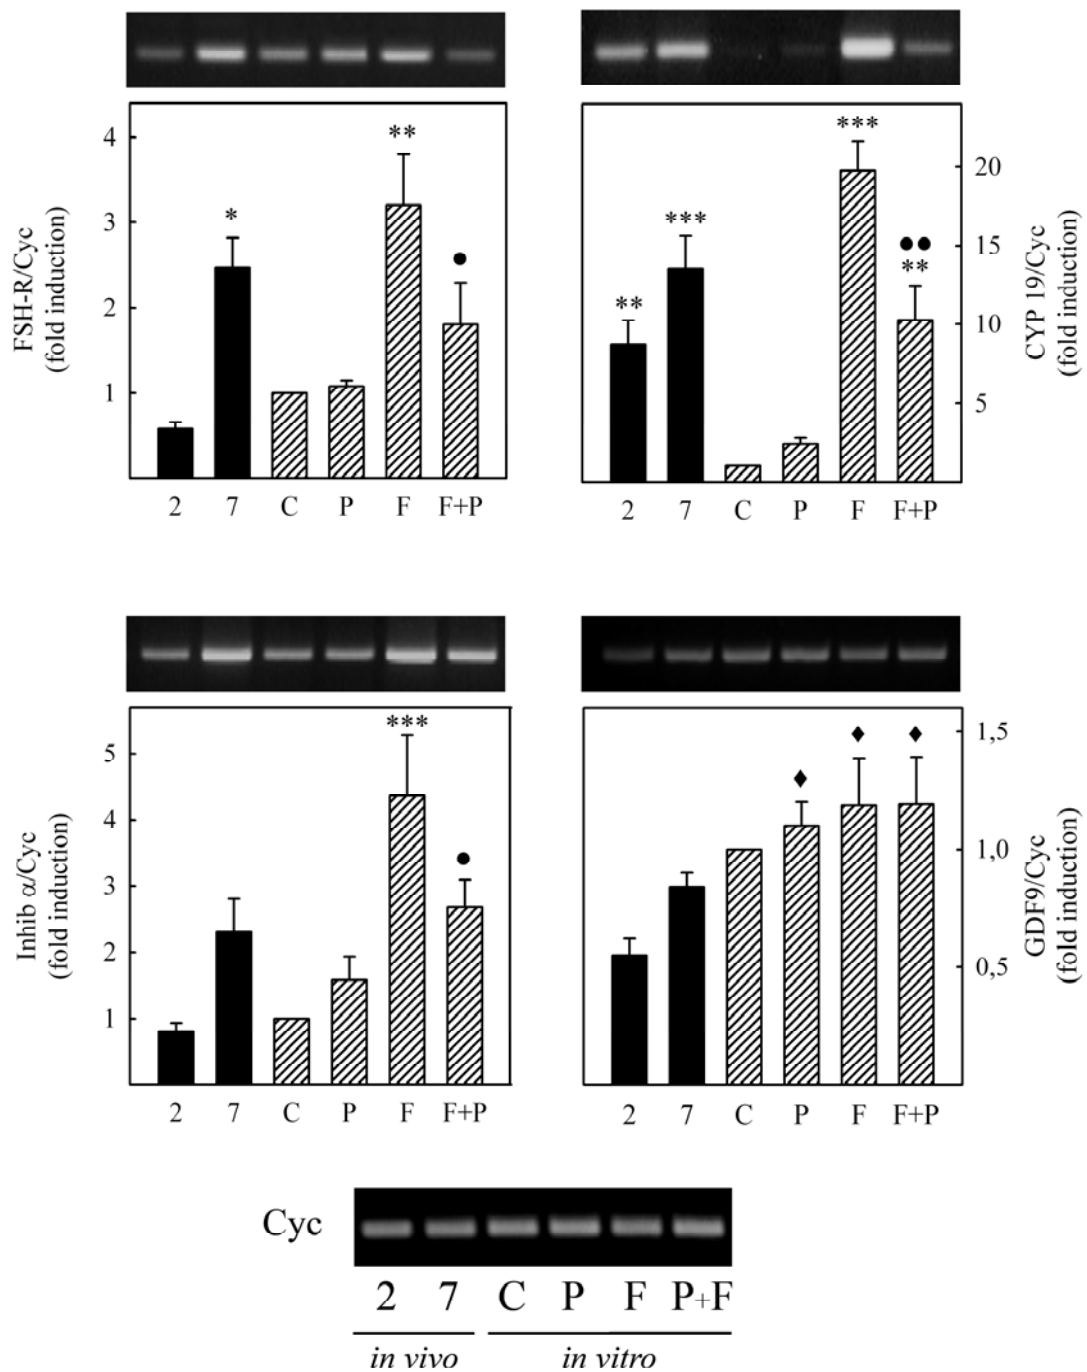 4
3
2
1
FSH-R/Cyc
(fold induction)
*
**
●
2 7 C P F F+P
20
15
10
5
CYP 19/Cyc
(fold induction)
**
***
***
●●
**
2 7 C P F F+P
5
4
3
2
1
Inhib α/Cyc
(fold induction)
***
●
2 7 C P F F+P
1,5
1,0
0,5
GDF9/Cyc
(fold induction)
♦
♦
♦
2 7 C P F F+P
Cyc
2 7 C P F P+F
in vivo in vitro